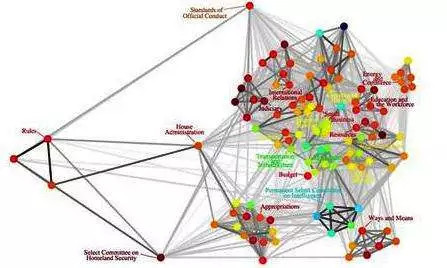 Standards of
Official Conduct
Energy
and
Commerce
International
Relations
Education and
the Workforce
Judiciary
Small
Business
Rules
House
Administration
Resources
Transportation
and
Infrastructure
Budget
Permanent Select Committee
on Intelligence
Appropriations
Ways and Means
Select Committee on
Homeland Security